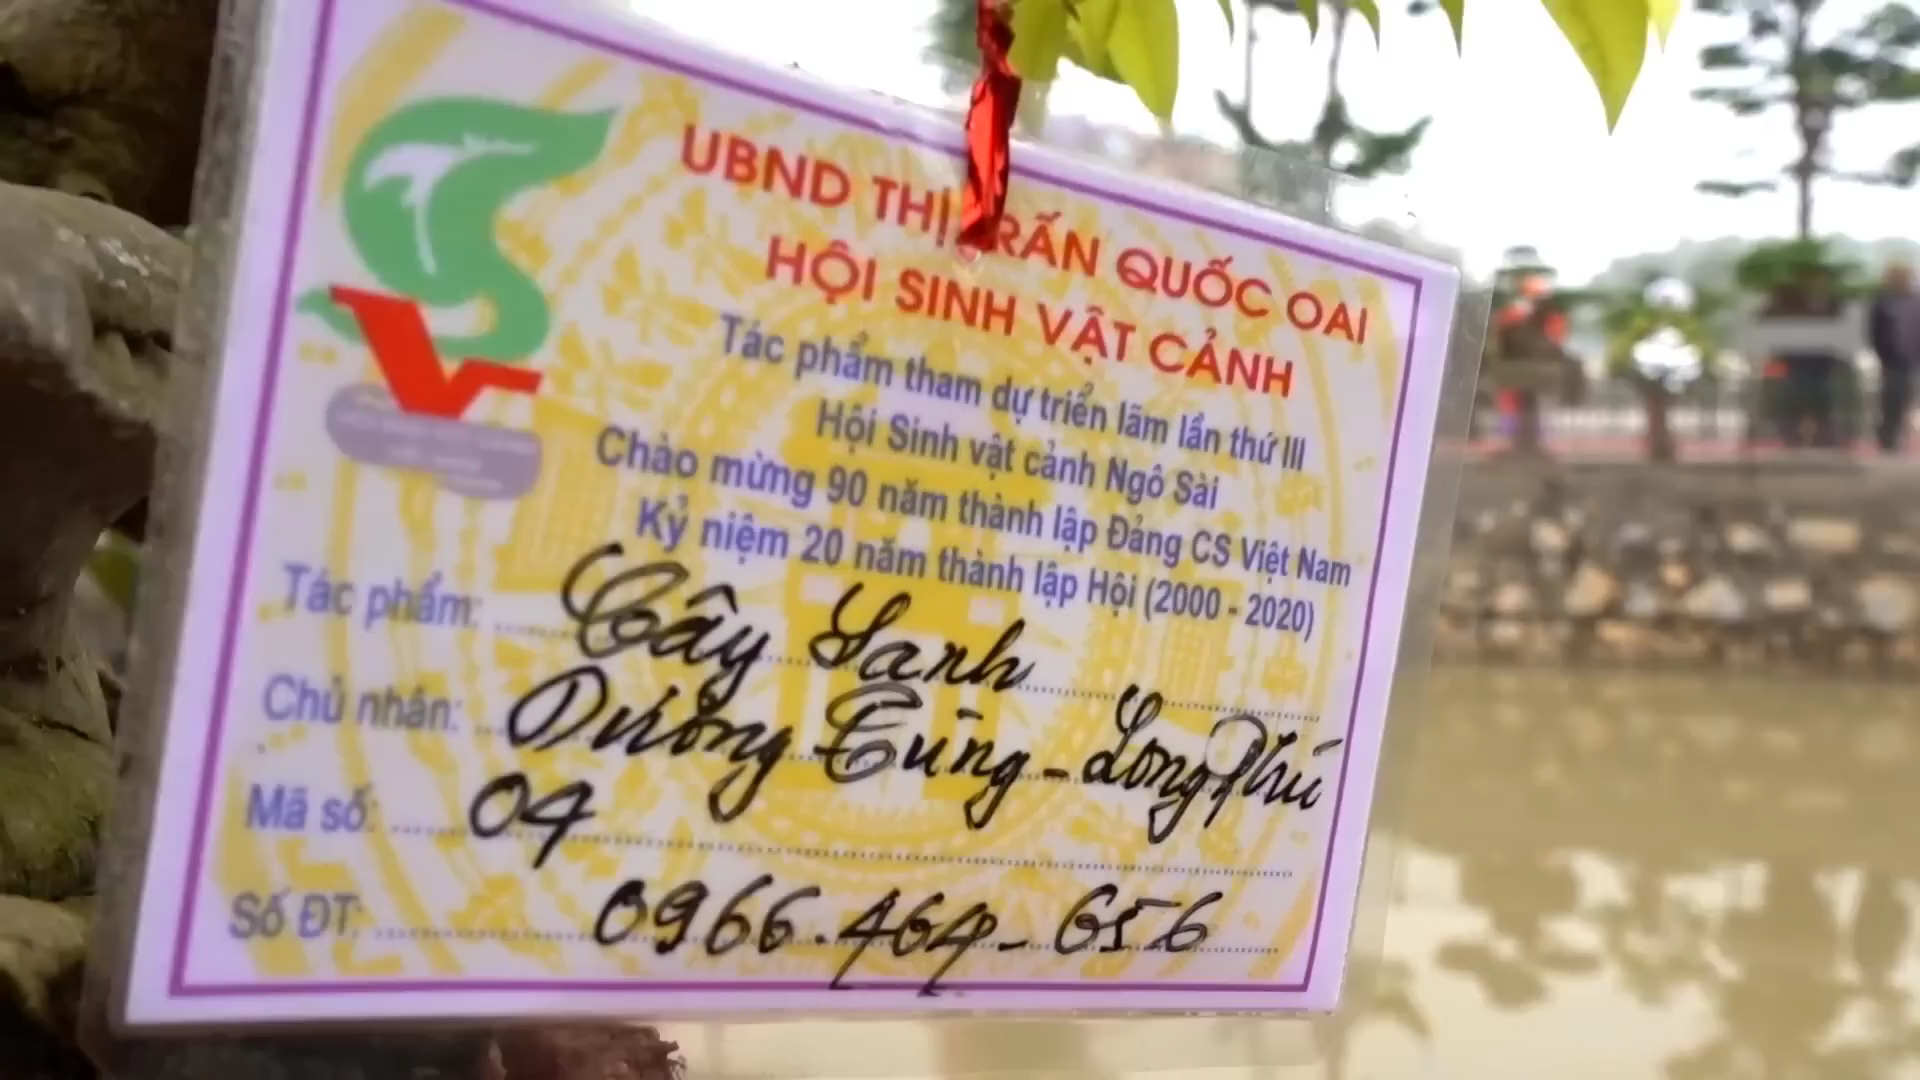 UBND THỊ TRẤN QUỐC OAI
HỘI SINH VẬT CẢNH
Tác phẩm tham dự triển lãm lần thứ III
Hội Sinh vật cảnh Ngô Sài
Chào mừng 90 năm thành lập Đảng CS Việt Nam
Kỷ niệm 20 năm thành lập Hội (2000 - 2020)
Tác phẩm: Cây Sanh
Chủ nhân: Dương Tùng - Long Phú
Mã số: 04
Số ĐT: 0966.464-656